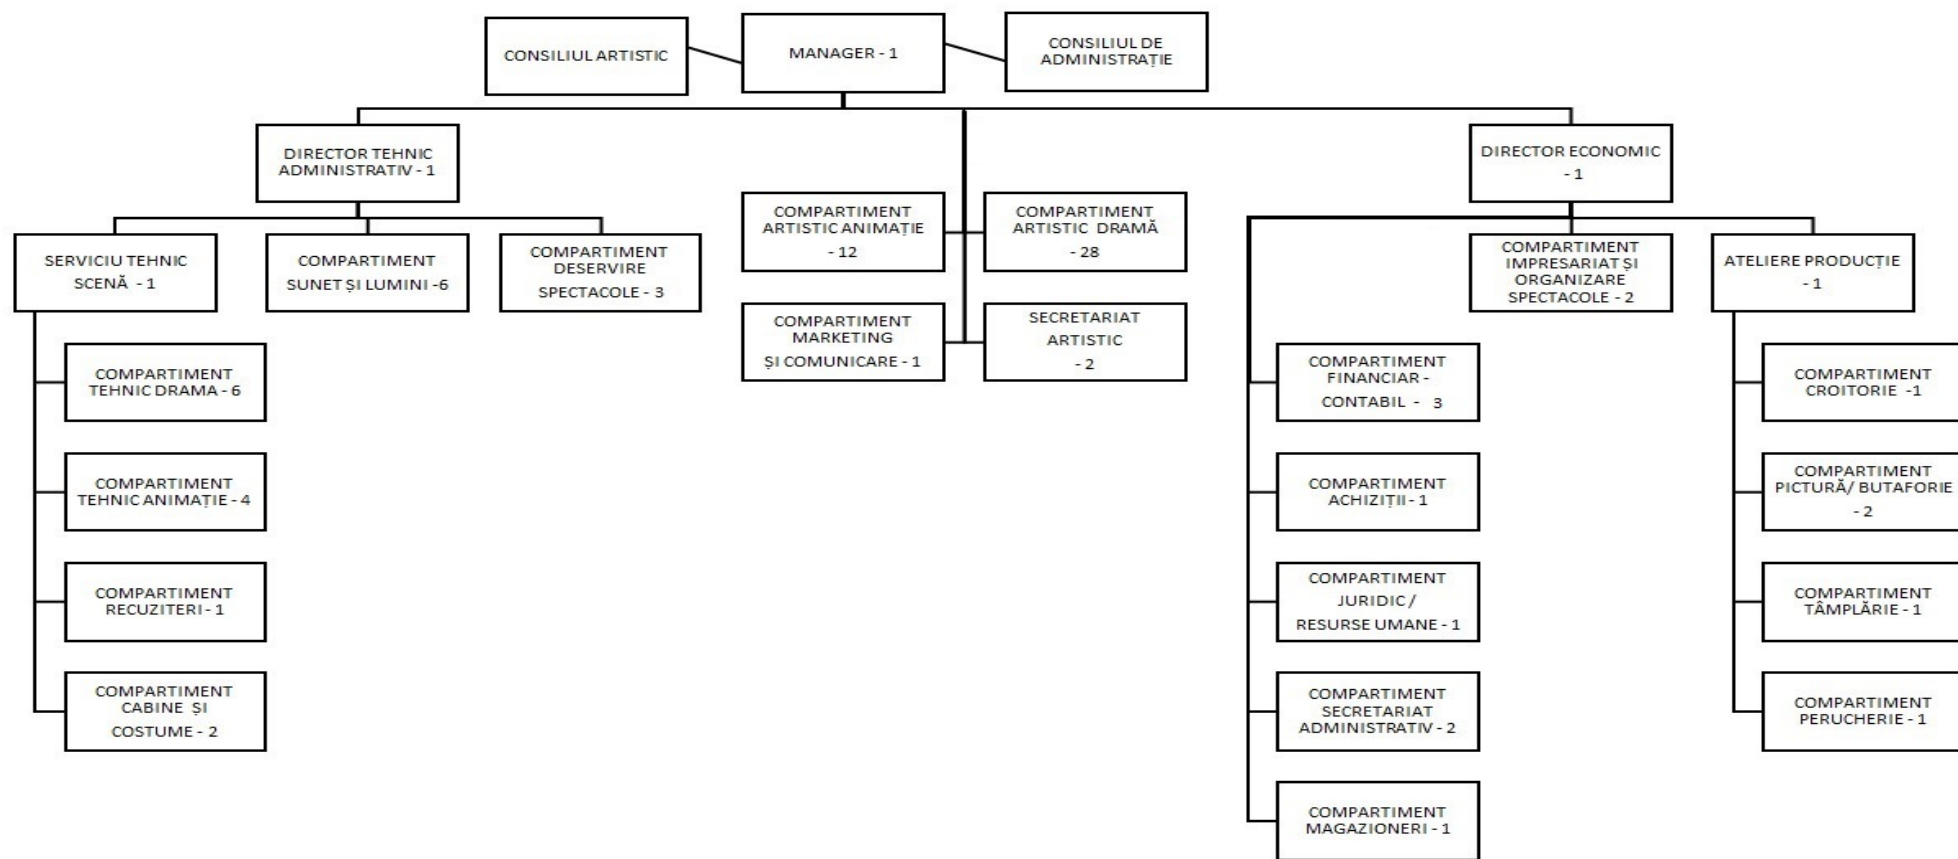 CONSILIUL ARTISTIC
MANAGER - 1
CONSILIUL DE
ADMINISTRAȚIE
DIRECTOR TEHNIC
ADMINISTRATIV - 1
DIRECTOR ECONOMIC
- 1
COMPARTIMENT
ARTISTIC ANIMAȚIE
- 12
COMPARTIMENT
ARTISTIC DRAMĂ
- 28
SERVICIU TEHNIC
SCENĂ - 1
COMPARTIMENT
SUNET ȘI LUMINI -6
COMPARTIMENT
DESERVIRE
SPECTACOLE - 3
COMPARTIMENT
IMPRESARIAT ȘI
ORGANIZARE
SPECTACOLE - 2
ATELIERE PRODUCȚIE
- 1
COMPARTIMENT
MARKETING
ȘI COMUNICARE - 1
SECRETARIAT
ARTISTIC
- 2
COMPARTIMENT
TEHNIC DRAMA - 6
COMPARTIMENT
TEHNIC ANIMAȚIE - 4
COMPARTIMENT
RECUZITERI - 1
COMPARTIMENT
CABINE ȘI
COSTUME - 2
COMPARTIMENT
FINANCIAR -
CONTABIL - 3
COMPARTIMENT
ACHIZIȚII - 1
COMPARTIMENT
JURIDIC /
RESURSE UMANE - 1
COMPARTIMENT
SECRETARIAT
ADMINISTRATIV - 2
COMPARTIMENT
MAGAZIONERI - 1
COMPARTIMENT
CROITORIE -1
COMPARTIMENT
PICTURĂ/ BUTAFORIE
- 2
COMPARTIMENT
TÂMPLĂRIE - 1
COMPARTIMENT
PERUCHERIE - 1